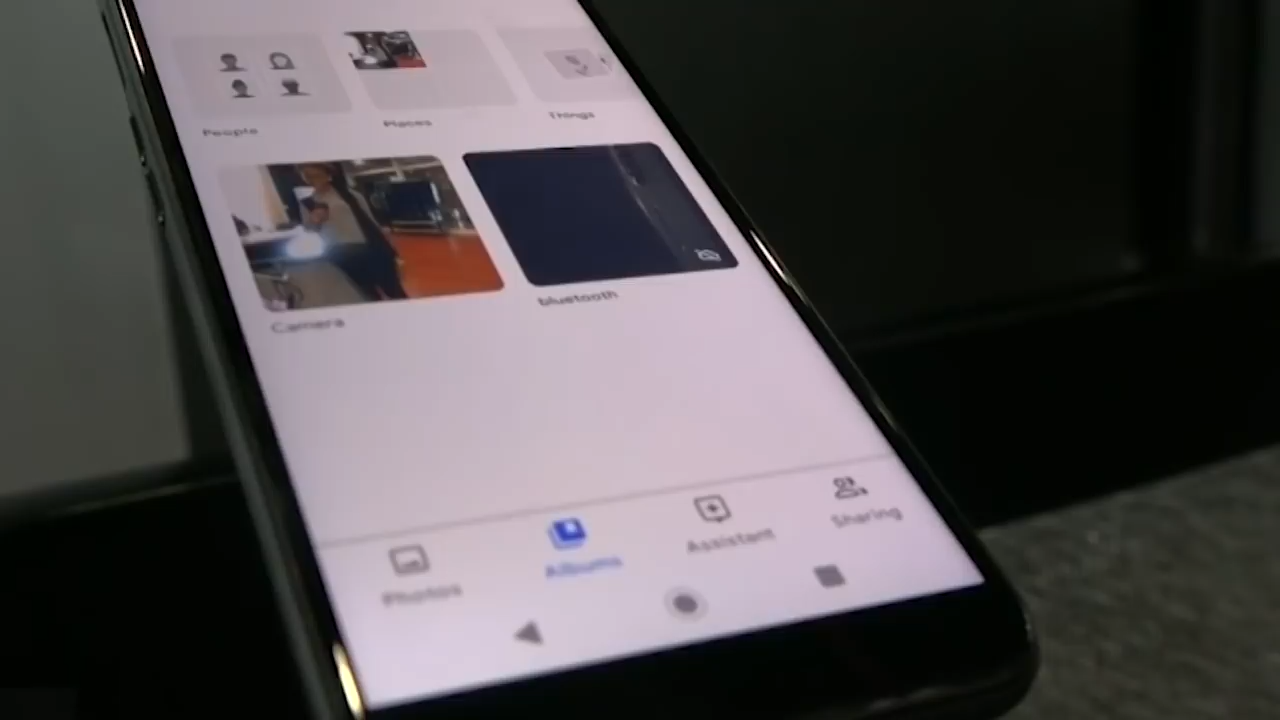 People
Places
Things
Camera
bluetooth
Photos
Albums
Assistant
Sharing